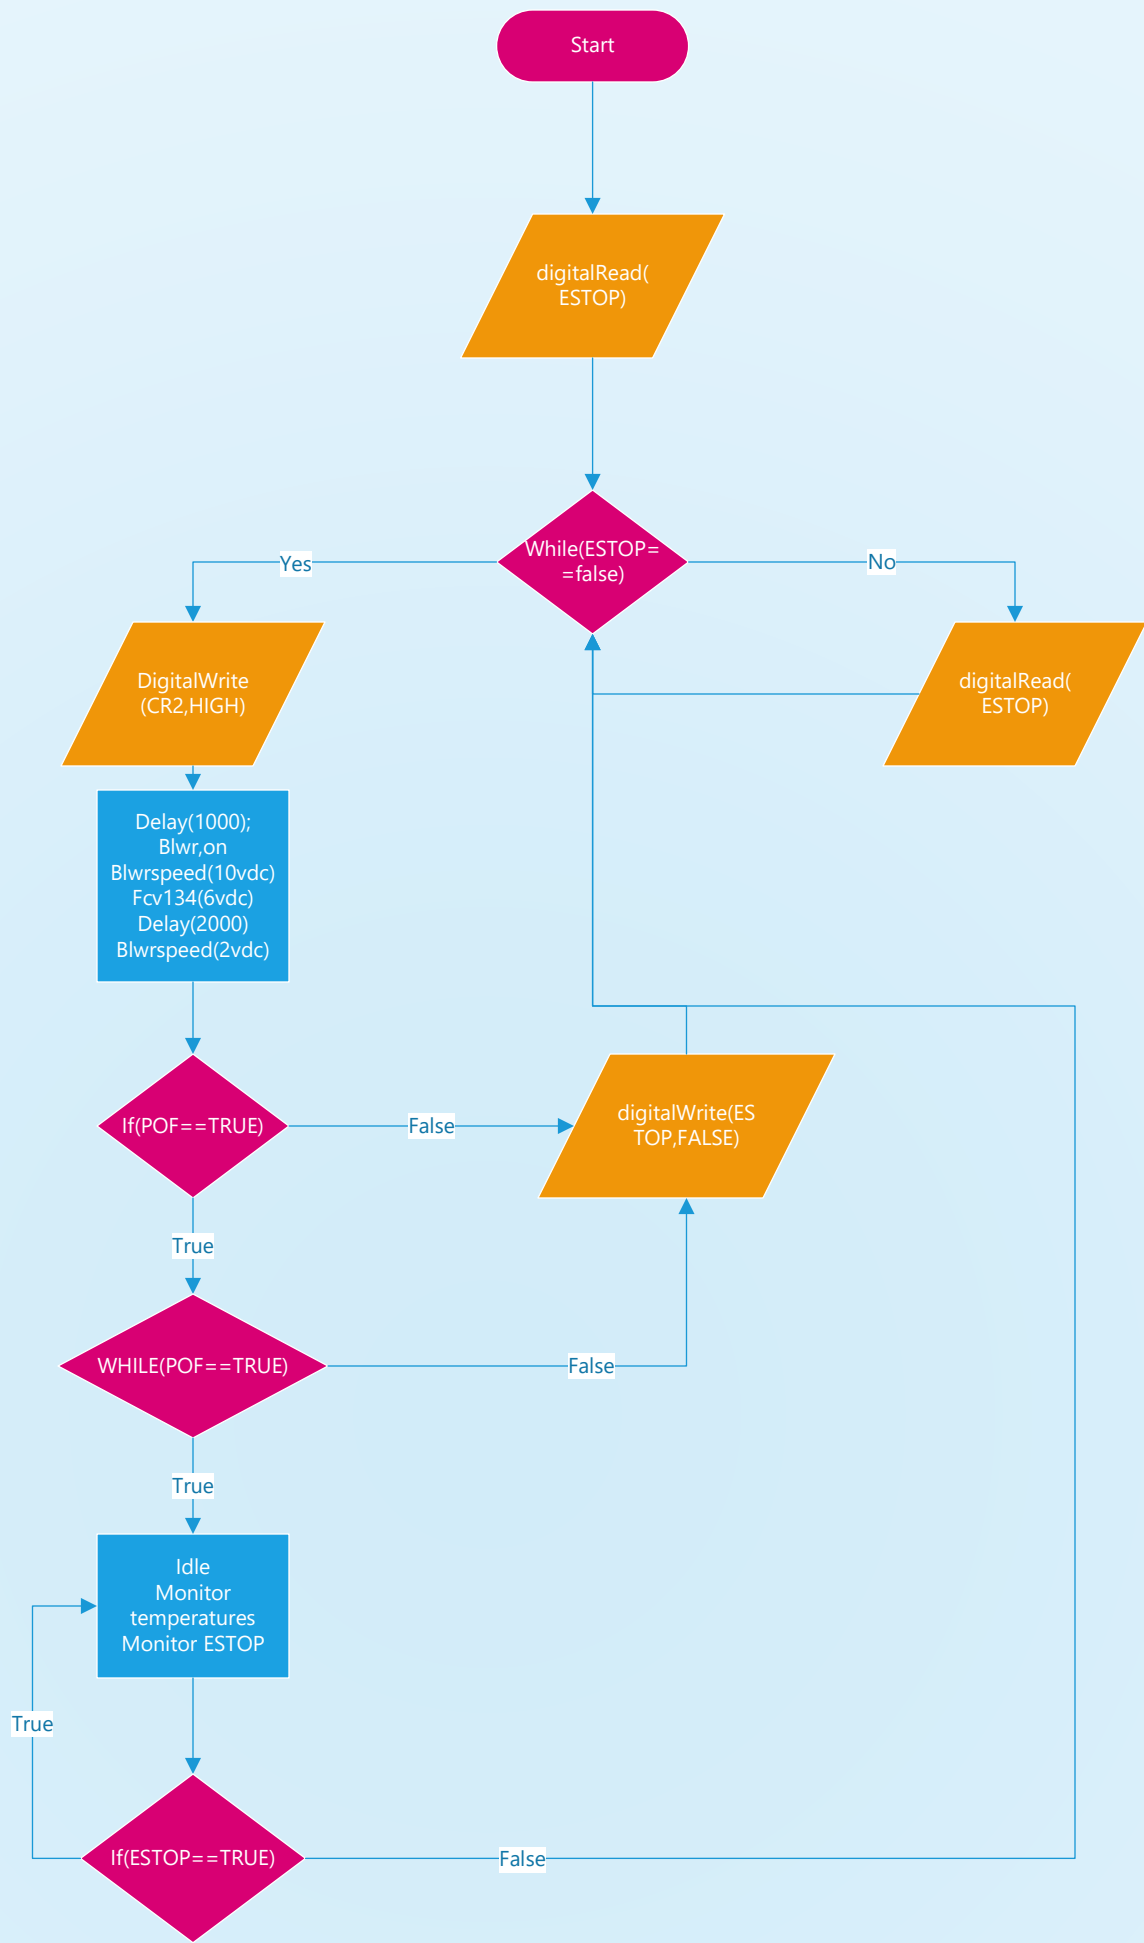 Start
digitalRead(
ESTOP)
While(ESTOP=
=false)
Yes
No
DigitalWrite
(CR2,HIGH)
digitalRead(
ESTOP)
Delay(1000);
Blwr,on
Blwrspeed(10vdc)
Fcv134(6vdc)
Delay(2000)
Blwrspeed(2vdc)
If(POF==TRUE)
False
digitalWrite(ES
TOP,FALSE)
True
WHILE(POF==TRUE)
False
True
Idle
Monitor
temperatures
Monitor ESTOP
True
If(ESTOP==TRUE)
False